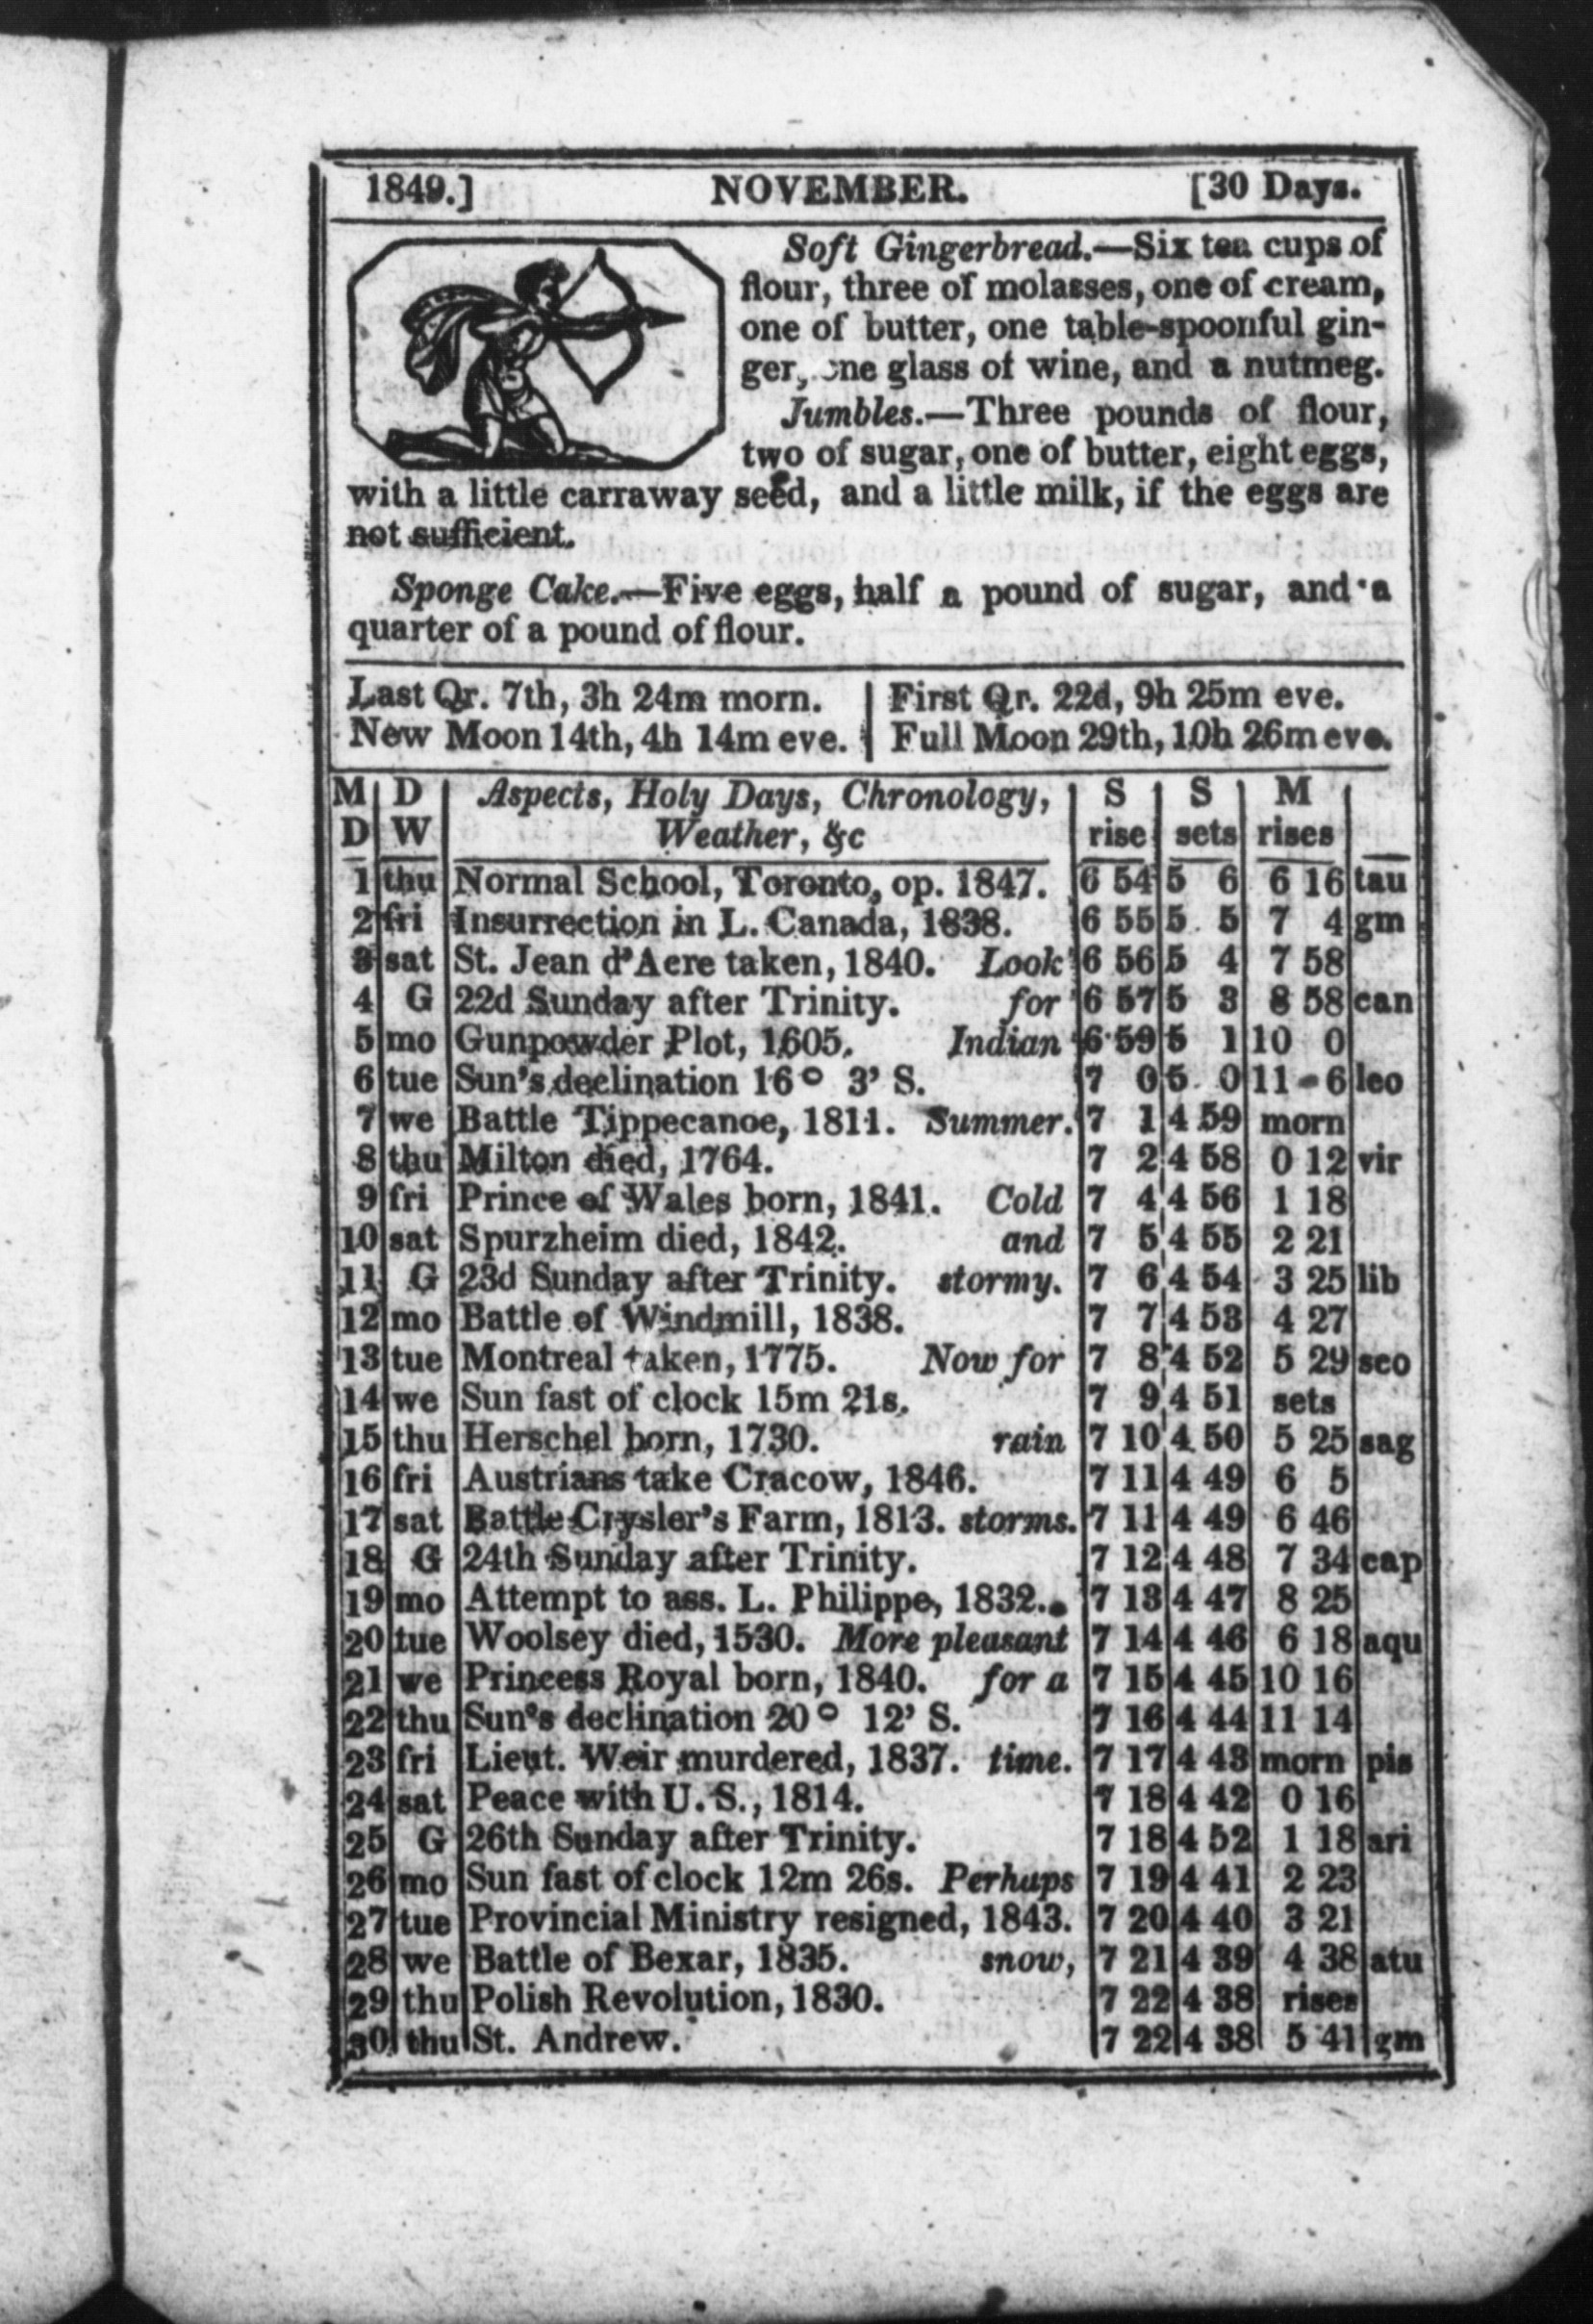 1849.] NOVEMBER. [30 Days.
Soft Gingerbread.—Six tea cups of
flour, three of molasses, one of cream,
one of butter, one table-spoonful gin-
ger, one glass of wine, and a nutmeg.
Jumbles.—Three pounds of flour,
two of sugar, one of butter, eight eggs,
with a little carraway seed, and a little milk, if the eggs are
not sufficient.
Sponge Cake.—Five eggs, half a pound of sugar, and a
quarter of a pound of flour.
Last Qr. 7th, 3h 24m morn. | First Qr. 22d, 9h 25m eve.
New Moon 14th, 4h 14m eve. | Full Moon 29th, 10h 26m eve.
M D Aspects, Holy Days, Chronology, S S M
D W Weather, &c rise sets rises
1 thu Normal School, Toronto, op. 1847. 6 54 5 6 6 16 tau
2 fri Insurrection in L. Canada, 1838. 6 55 5 5 7 4 gm
3 sat St. Jean d'Aere taken, 1840. Look 6 56 5 4 7 58
4 G 22d Sunday after Trinity. for 6 57 5 3 8 58 can
5 mo Gunpowder Plot, 1605. Indian 6 59 5 1 10 0
6 tue Sun's declination 16° 3' S. 7 0 5 0 11 6 leo
7 we Battle Tippecanoe, 1811. Summer. 7 1 4 59 morn
8 thu Milton died, 1764. 7 2 4 58 0 12 vir
9 fri Prince of Wales born, 1841. Cold 7 4 4 56 1 18
10 sat Spurzheim died, 1842. and 7 5 4 55 2 21
11 G 23d Sunday after Trinity. stormy. 7 6 4 54 3 25 lib
12 mo Battle of Windmill, 1838. 7 7 4 53 4 27
13 tue Montreal taken, 1775. Now for 7 8 4 52 5 29 sco
14 we Sun fast of clock 15m 21s. 7 9 4 51 sets
15 thu Herschel born, 1730. rain 7 10 4 50 5 25 sag
16 fri Austrians take Cracow, 1846. 7 11 4 49 6 5
17 sat Battle Crysler's Farm, 1813. storms. 7 11 4 49 6 46
18 G 24th Sunday after Trinity. 7 12 4 48 7 34 cap
19 mo Attempt to ass. L. Philippe, 1832. 7 13 4 47 8 25
20 tue Woolsey died, 1530. More pleasant 7 14 4 46 6 18 aqu
21 we Princess Royal born, 1840. for a 7 15 4 45 10 16
22 thu Sun's declination 20° 12' S. 7 16 4 44 11 14
23 fri Lieut. Weir murdered, 1837. time. 7 17 4 43 morn pis
24 sat Peace with U. S., 1814. 7 18 4 42 0 16
25 G 26th Sunday after Trinity. 7 18 4 52 1 18 ari
26 mo Sun fast of clock 12m 26s. Perhaps 7 19 4 41 2 23
27 tue Provincial Ministry resigned, 1843. 7 20 4 40 3 21
28 we Battle of Bexar, 1835. snow, 7 21 4 39 4 38 atu
29 thu Polish Revolution, 1830. 7 22 4 38 rises
30 thu St. Andrew. 7 22 4 38 5 41 gm